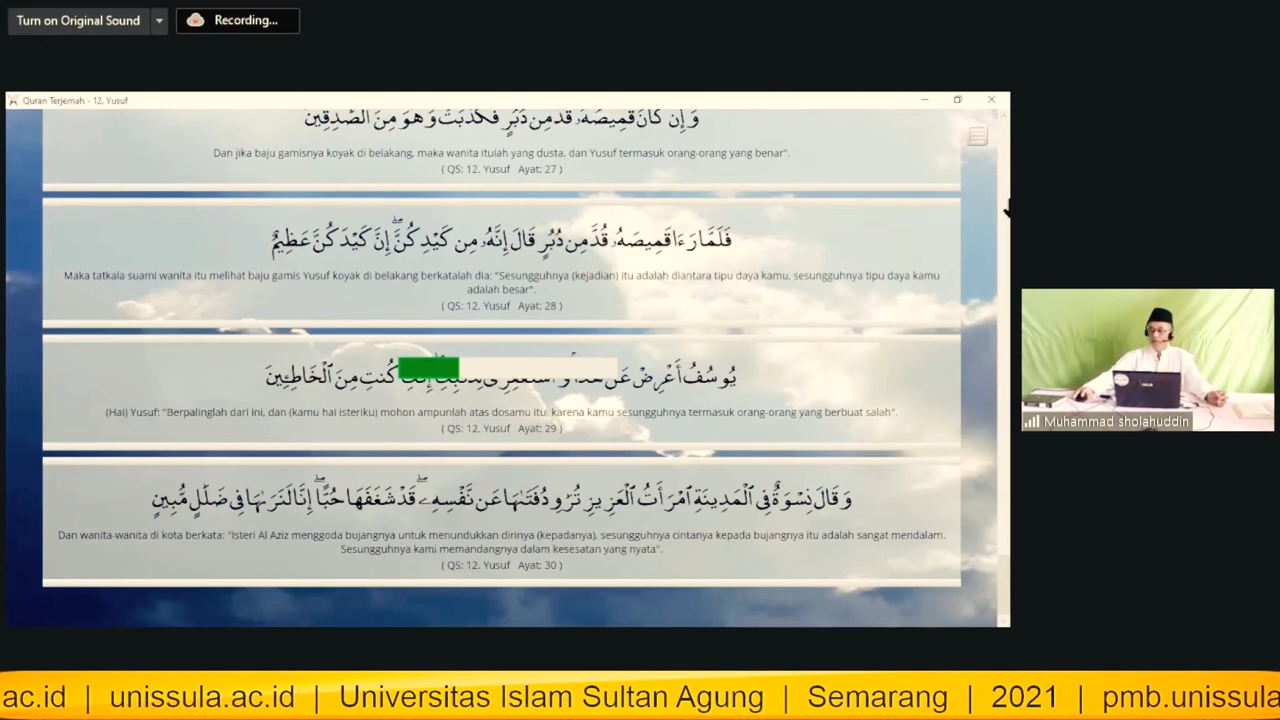 Turn on Original Sound
Recording...
Quran Terjemah - 12. Yusuf
وَإِن كَانَ قَمِيصُهُۥ قُدَّ مِن دُبُرٍ فَكَذَبَتْ وَهُوَ مِنَ ٱلصَّٰدِقِينَ
Dan jika baju gamisnya koyak di belakang, maka wanita itulah yang dusta, dan Yusuf termasuk orang-orang yang benar".
( QS: 12. Yusuf Ayat: 27 )
فَلَمَّا رَءَا قَمِيصَهُۥ قُدَّ مِن دُبُرٍ قَالَ إِنَّهُۥ مِن كَيْدِكُنَّ ۖ إِنَّ كَيْدَكُنَّ عَظِيمٌ
Maka tatkala suami wanita itu melihat baju gamis Yusuf koyak di belakang berkatalah dia: "Sesungguhnya (kejadian) itu adalah diantara tipu daya kamu, sesungguhnya tipu daya kamu
adalah besar".
( QS: 12. Yusuf Ayat: 28 )
يُوسُفُ أَعْرِضْ عَنْ كُنتِ مِنَ ٱلْخَاطِـِٔينَ
(Hai) Yusuf: "Berpalinglah dari ini, dan (kamu hai isteriku) mohon ampunlah atas dosamu itu, karena kamu sesungguhnya termasuk orang-orang yang berbuat salah".
( QS: 12. Yusuf Ayat: 29 )
وَقَالَ نِسْوَةٌ فِى ٱلْمَدِينَةِ ٱمْرَأَتُ ٱلْعَزِيزِ تُرَٰوِدُ فَتَىٰهَا عَن نَّفْسِهِۦ ۖ قَدْ شَغَفَهَا حُبًّا ۖ إِنَّا لَنَرَىٰهَا فِى ضَلَٰلٍ مُّبِينٍ
Dan wanita-wanita di kota berkata: "Isteri Al Aziz menggoda bujangnya untuk menundukkan dirinya (kepadanya), sesungguhnya cintanya kepada bujangnya itu adalah sangat mendalam.
Sesungguhnya kami memandangnya dalam kesesatan yang nyata".
( QS: 12. Yusuf Ayat: 30 )
Muhammad sholahuddin
ac.id | unissula.ac.id | Universitas Islam Sultan Agung | Semarang | 2021 | pmb.unissula